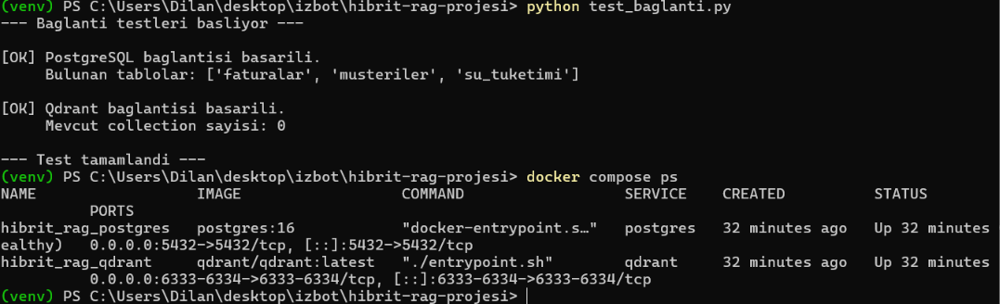 (venv) PS C:\Users\Dilan\desktop\izbot\hibrit-rag-projesi> python test_baglanti.py
--- Baglanti testleri basliyor ---
[OK] PostgreSQL baglantisi basarili.
Bulunan tablolar: ['faturalar', 'musteriler', 'su_tuketimi']
[OK] Qdrant baglantisi basarili.
Mevcut collection sayisi: 0
--- Test tamamlandi ---
(venv) PS C:\Users\Dilan\desktop\izbot\hibrit-rag-projesi> docker compose ps
NAME IMAGE COMMAND SERVICE CREATED STATUS
PORTS
hibrit_rag_postgres postgres:16 "docker-entrypoint.s…" postgres 32 minutes ago Up 32 minutes
ealthy) 0.0.0.0:5432->5432/tcp, [::]:5432->5432/tcp
hibrit_rag_qdrant qdrant/qdrant:latest "./entrypoint.sh" qdrant 32 minutes ago Up 32 minutes
0.0.0.0:6333-6334->6333-6334/tcp, [::]:6333-6334->6333-6334/tcp
(venv) PS C:\Users\Dilan\desktop\izbot\hibrit-rag-projesi>